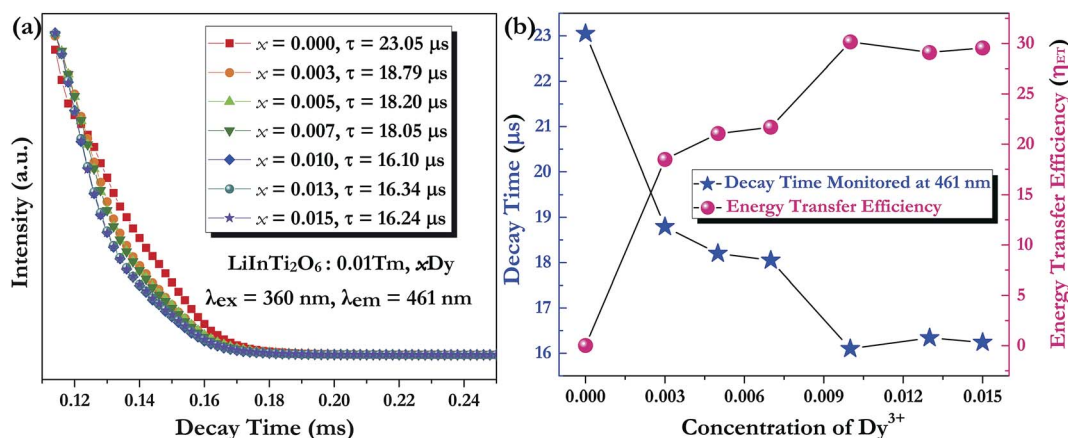 (a)
x = 0.000, τ = 23.05 μs
x = 0.003, τ = 18.79 μs
x = 0.005, τ = 18.20 μs
x = 0.007, τ = 18.05 μs
x = 0.010, τ = 16.10 μs
x = 0.013, τ = 16.34 μs
x = 0.015, τ = 16.24 μs
LiInTi₂O₆: 0.01Tm, xDy
λex = 360 nm, λem = 461 nm
Intensity (a.u.)
0.12 0.14 0.16 0.18 0.20 0.22 0.24
Decay Time (ms)
(b)
Decay Time (μs)
23
22
21
20
19
18
17
16
Decay Time Monitored at 461 nm
Energy Transfer Efficiency
30
25
20
15
10
5
0
Energy Transfer Efficiency (ηET)
0.000 0.003 0.006 0.009 0.012 0.015
Concentration of Dy³⁺